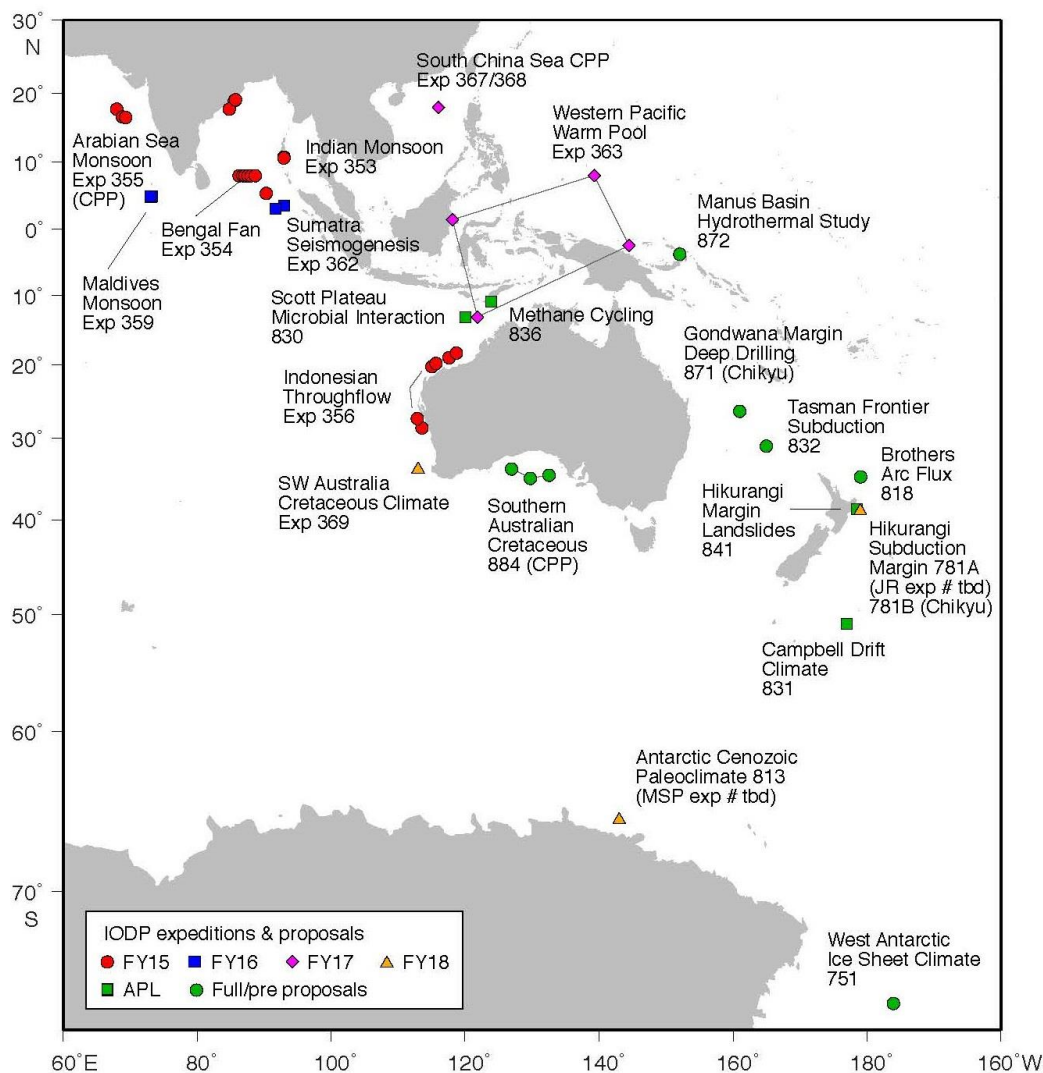 30° N
20°
10°
0°
10°
20°
30°
40°
50°
60°
70° S
South China Sea CPP
Exp 367/368
Western Pacific
Warm Pool
Exp 363
Arabian Sea
Monsoon
Exp 355
(CPP)
Indian Monsoon
Exp 353
Manus Basin
Hydrothermal Study
872
Bengal Fan
Exp 354
Sumatra
Seismogenesis
Exp 362
Maldives
Monsoon
Exp 359
Scott Plateau
Microbial Interaction
830
Methane Cycling
836
Gondwana Margin
Deep Drilling
871 (Chikyu)
Indonesian
Throughflow
Exp 356
Tasman Frontier
Subduction
832
Brothers
Arc Flux
818
SW Australia
Cretaceous Climate
Exp 369
Southern
Australian
Cretaceous
884 (CPP)
Hikurangi
Margin
Landslides
841
Hikurangi
Subduction
Margin 781A
(JR exp # tbd)
781B (Chikyu)
Campbell Drift
Climate
831
Antarctic Cenozoic
Paleoclimate 813
(MSP exp # tbd)
West Antarctic
Ice Sheet Climate
751
IODP expeditions & proposals
FY15 FY16 FY17 FY18
APL Full/pre proposals
60°E 80° 100° 120° 140° 160° 180° 160°W